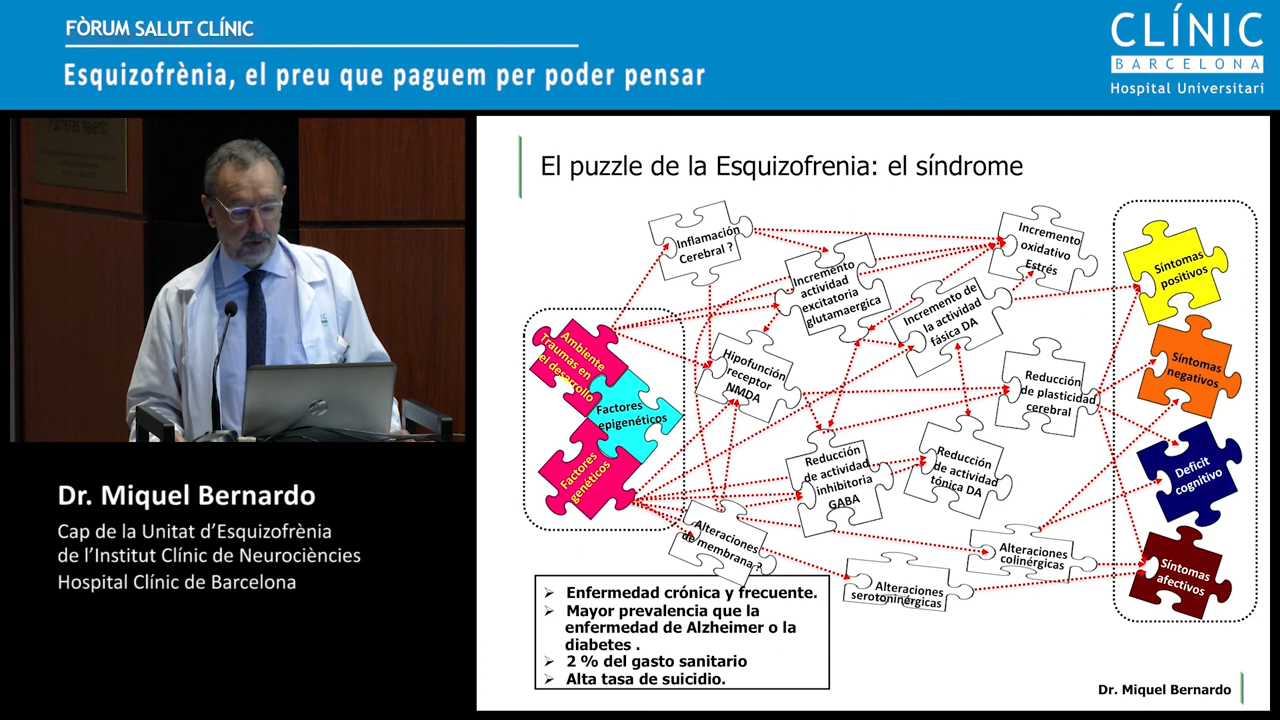 FÒRUM SALUT CLÍNIC
Esquizofrènia, el preu que paguem per poder pensar
CLÍNIC
BARCELONA
Hospital Universitari
Dr. Miquel Bernardo
Cap de la Unitat d'Esquizofrènia
de l'Institut Clínic de Neurociències
Hospital Clínic de Barcelona
El puzzle de la Esquizofrenia: el síndrome
Inflamación
Cerebral ?
Incremento
actividad
excitatoria
glutamaergica
Incremento
oxidativo
Estrés
Incremento de
la actividad
fásica DA
Hipofunción
receptor
NMDA
Reducción
de plasticidad
cerebral
Reducción
de actividad
inhibitoria
GABA
Reducción
de actividad
tónica DA
Alteraciones
de membrana ?
Alteraciones
colinérgicas
Alteraciones
serotoninérgicas
Ambiente
Traumas en
el desarrollo
Factores
epigenéticos
Factores
genéticos
Síntomas
positivos
Síntomas
negativos
Deficit
cognitivo
Síntomas
afectivos
Enfermedad crónica y frecuente.
Mayor prevalencia que la
enfermedad de Alzheimer o la
diabetes .
2 % del gasto sanitario
Alta tasa de suicidio.
Dr. Miquel Bernardo